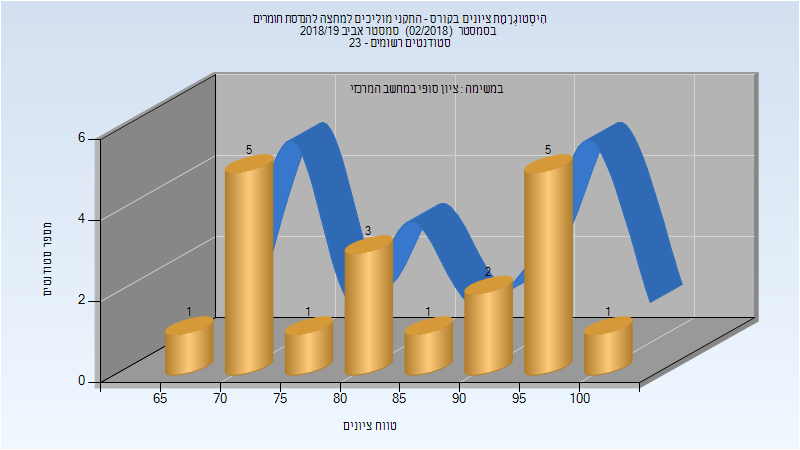 היסטוגרמת ציונים בקורס - התקני מוליכים למחצה להנדסת חומרים
בסמסטר (02/2018) סמסטר אביב 2018/19
סטודנטים רשומים - 23
במשימה : ציון סופי במחשב המרכזי
מספר סטודנטים
6
4
2
0
1
5
1
3
1
2
5
1
65 70 75 80 85 90 95 100
טווח ציונים